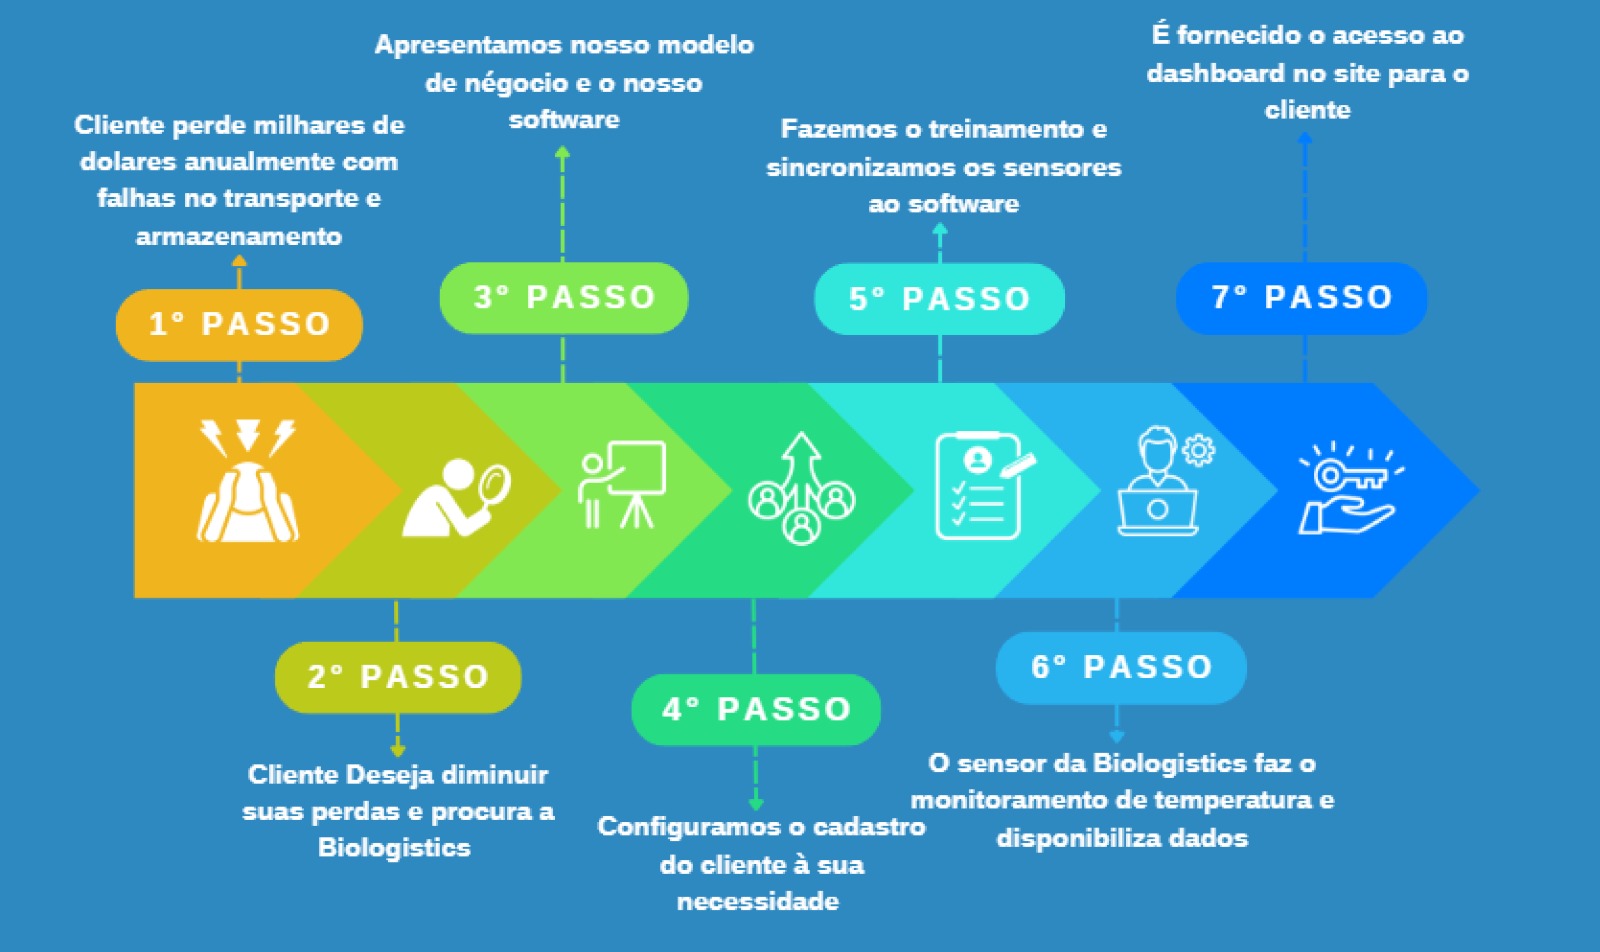 Cliente perde milhares de
dolares anualmente com
falhas no transporte e
armazenamento
1° PASSO
Cliente Deseja diminuir
suas perdas e procura a
Biologistics
2° PASSO
Apresentamos nosso modelo
de négocio e o nosso
software
3° PASSO
4° PASSO
Configuramos o cadastro
do cliente à sua
necessidade
Fazemos o treinamento e
sincronizamos os sensores
ao software
5° PASSO
6° PASSO
O sensor da Biologistics faz o
monitoramento de temperatura e
disponibiliza dados
É fornecido o acesso ao
dashboard no site para o
cliente
7° PASSO